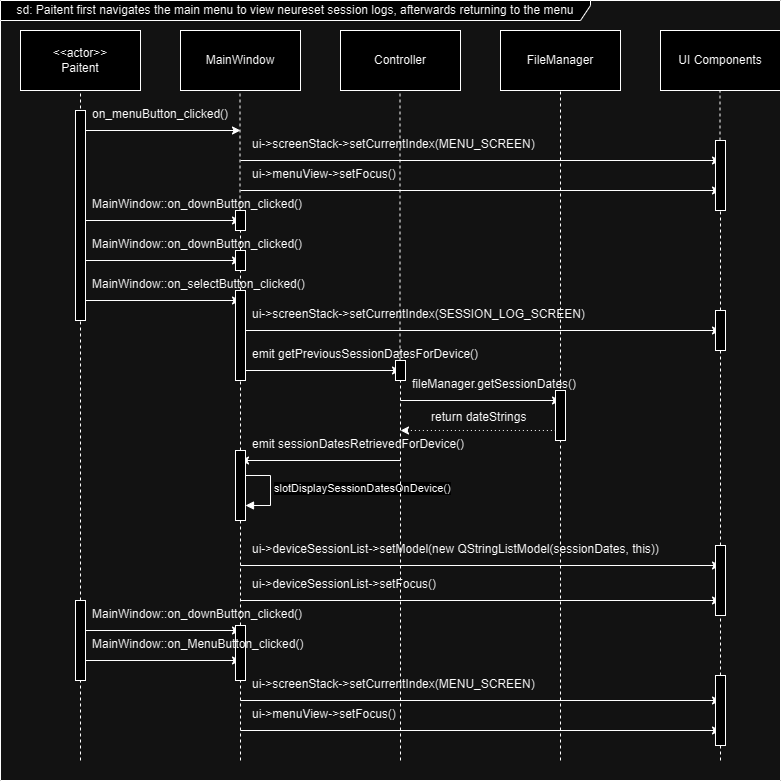 sd: Paitent first navigates the main menu to view neureset session logs, afterwards returning to the menu
<<actor>>
Paitent
MainWindow
Controller
FileManager
UI Components
on_menuButton_clicked()
ui->screenStack->setCurrentIndex(MENU_SCREEN)
ui->menuView->setFocus()
MainWindow::on_downButton_clicked()
MainWindow::on_downButton_clicked()
MainWindow::on_selectButton_clicked()
ui->screenStack->setCurrentIndex(SESSION_LOG_SCREEN)
emit getPreviousSessionDatesForDevice()
fileManager.getSessionDates()
return dateStrings
emit sessionDatesRetrievedForDevice()
slotDisplaySessionDatesOnDevice()
ui->deviceSessionList->setModel(new QStringListModel(sessionDates, this))
ui->deviceSessionList->setFocus()
MainWindow::on_downButton_clicked()
MainWindow::on_MenuButton_clicked()
ui->screenStack->setCurrentIndex(MENU_SCREEN)
ui->menuView->setFocus()